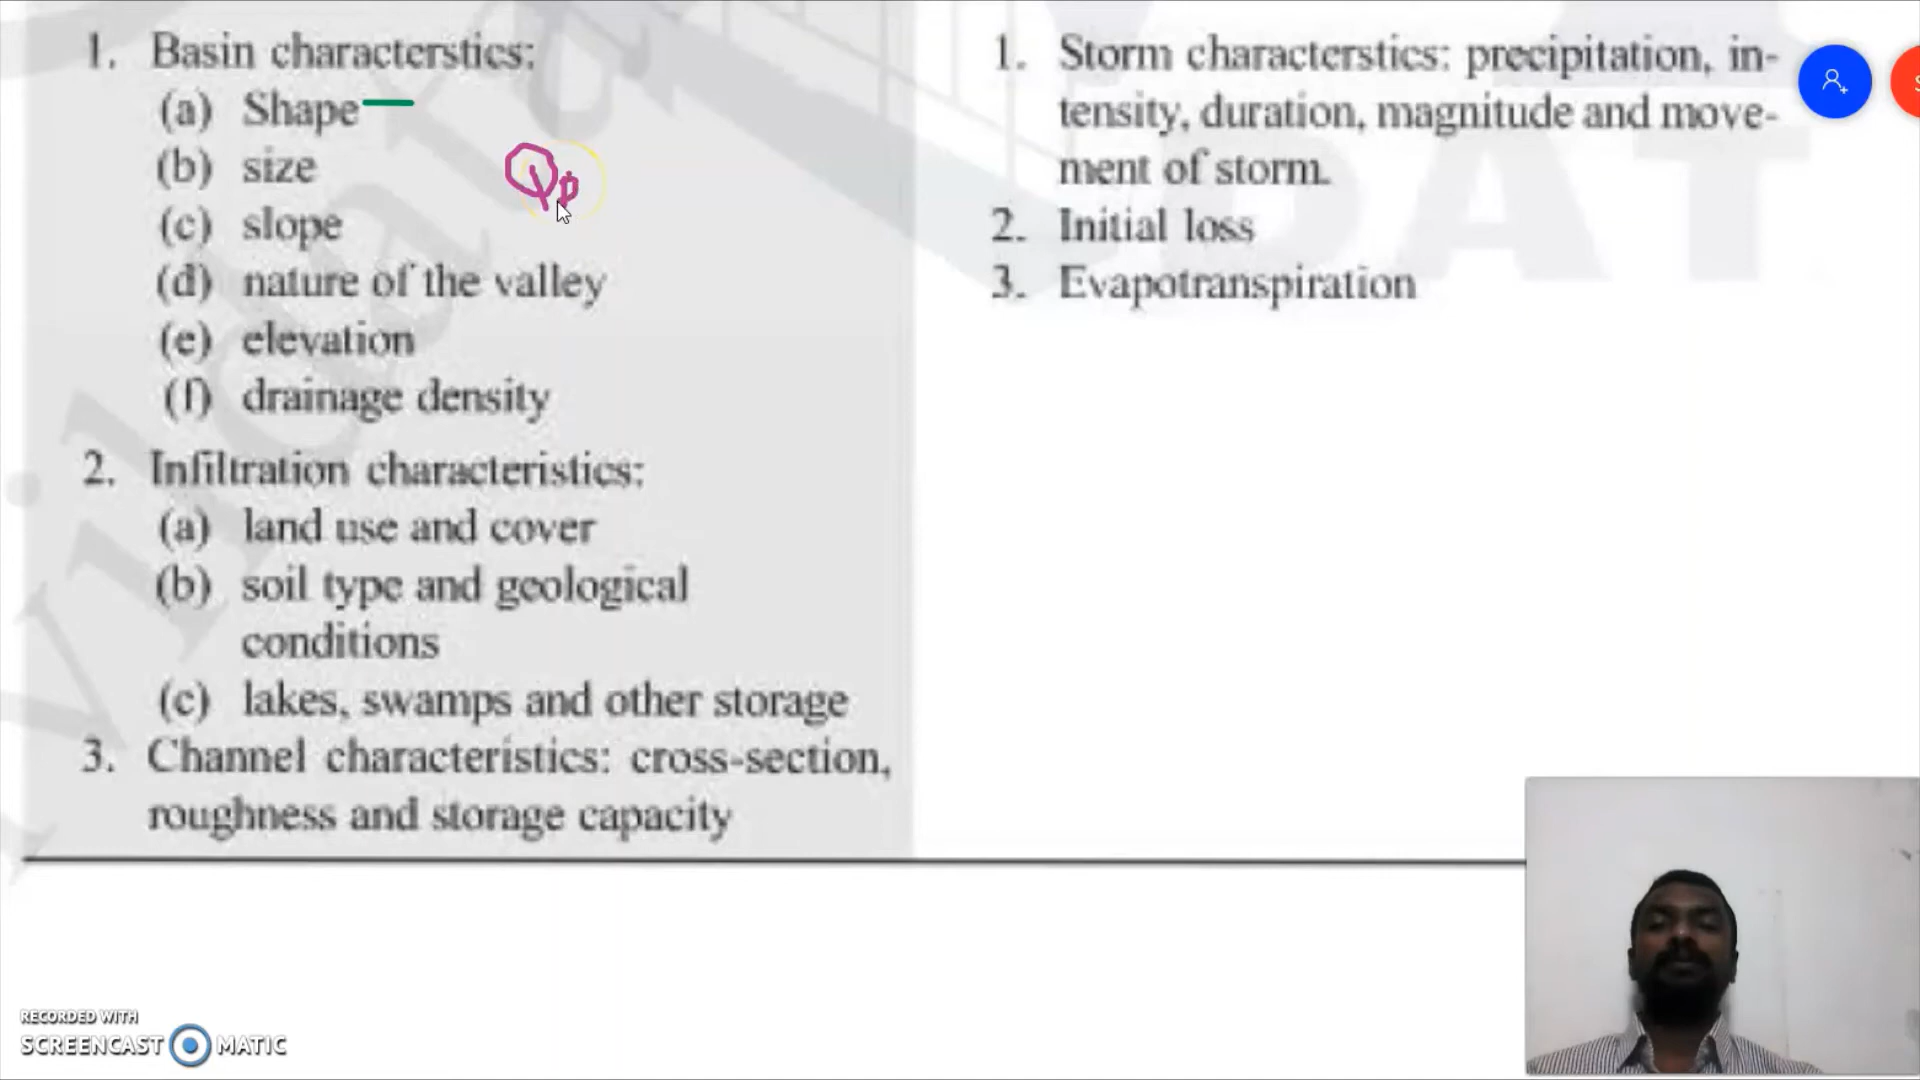 1. Basin characterstics:
(a) Shape
(b) size
(c) slope
(d) nature of the valley
(e) elevation
(f) drainage density
2. Infiltration characteristics:
(a) land use and cover
(b) soil type and geological
conditions
(c) lakes, swamps and other storage
3. Channel characteristics: cross-section,
roughness and storage capacity
Qp
1. Storm characterstics: precipitation, in-
tensity, duration, magnitude and move-
ment of storm.
2. Initial loss
3. Evapotranspiration
RECORDED WITH
SCREENCAST MATIC